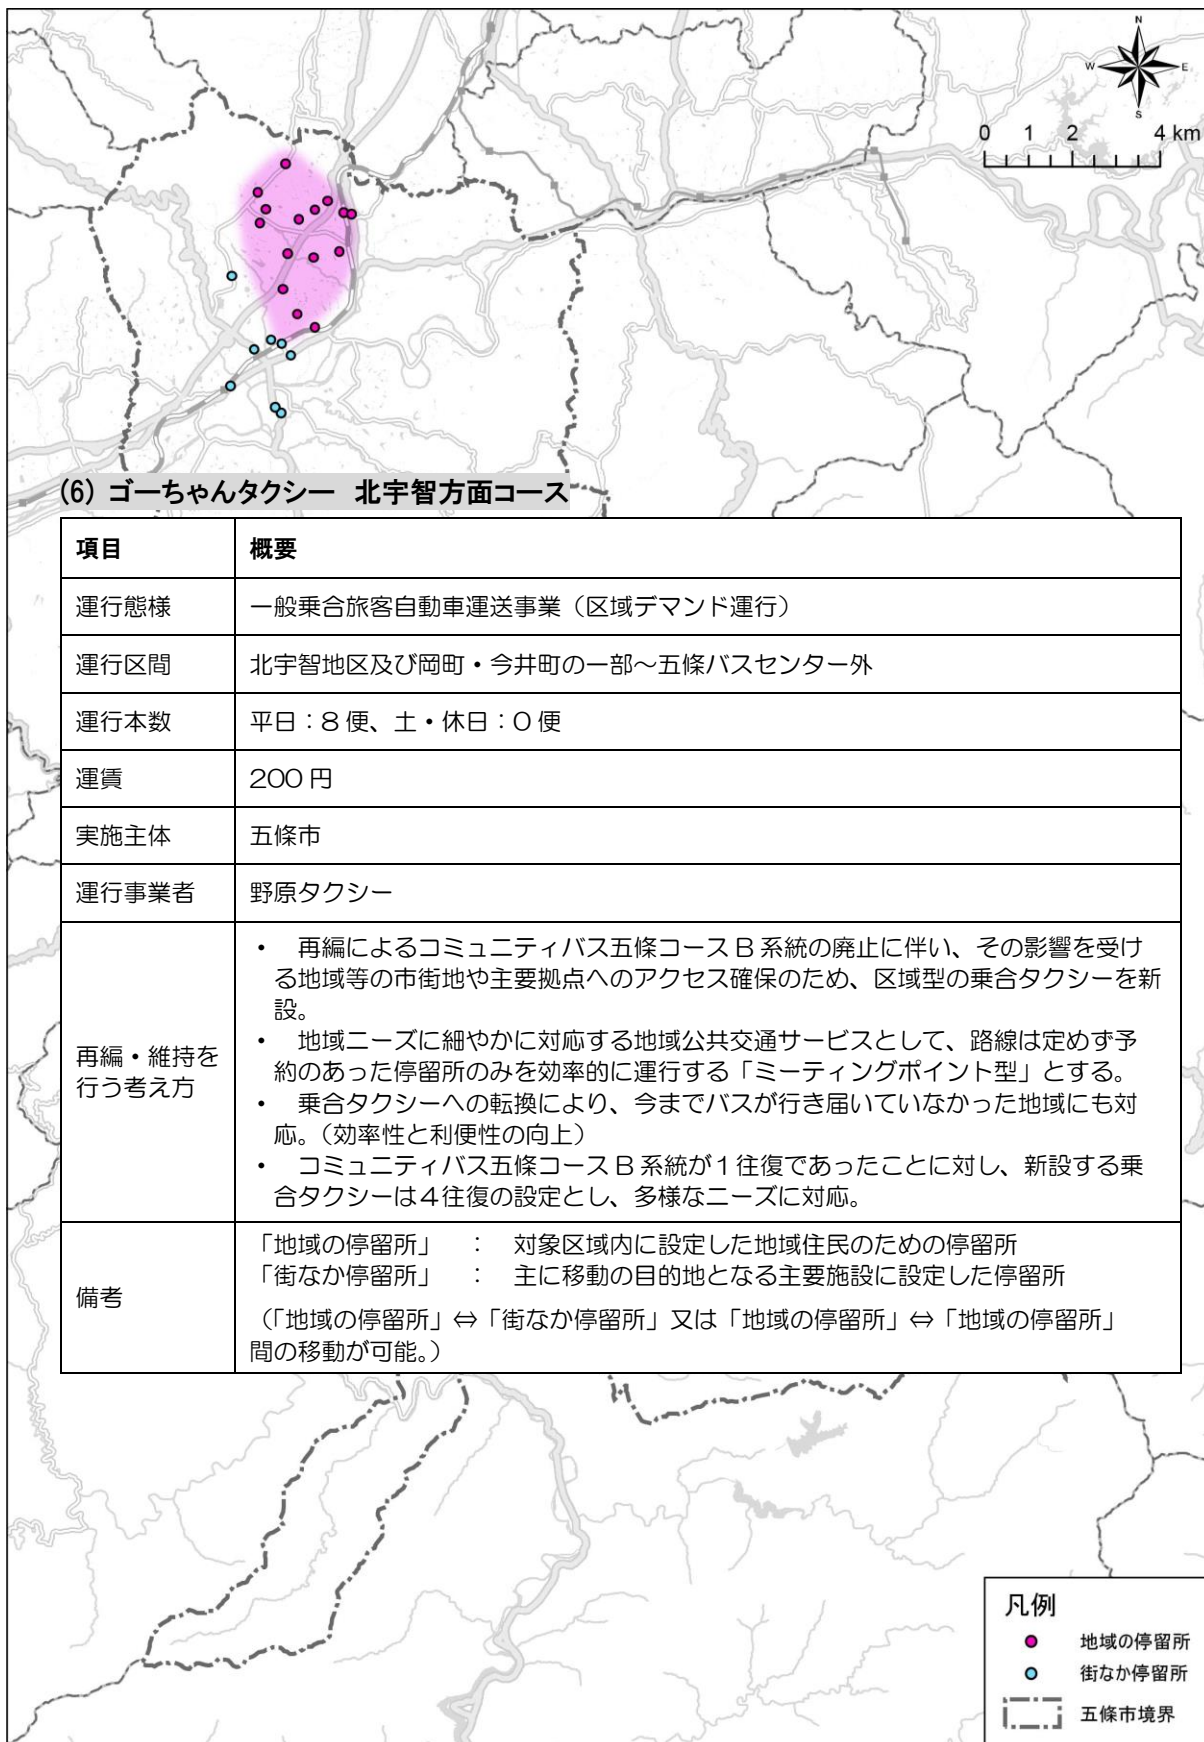 N
W
E
S
0 1 2 4 km
(6) ゴーちゃんタクシー 北宇智方面コース
項目 概要
運行態様 一般乗合旅客自動車運送事業（区域デマンド運行）
運行区間 北宇智地区及び岡町・今井町の一部～五條バスセンター外
運行本数 平日：8 便、土・休日：0 便
運賃 200 円
実施主体 五條市
運行事業者 野原タクシー
再編・維持を
行う考え方
・ 再編によるコミュニティバス五條コース B 系統の廃止に伴い、その影響を受け
る地域等の市街地や主要拠点へのアクセス確保のため、区域型の乗合タクシーを新
設。
・ 地域ニーズに細やかに対応する地域公共交通サービスとして、路線は定めず予
約のあった停留所のみを効率的に運行する「ミーティングポイント型」とする。
・ 乗合タクシーへの転換により、今までバスが行き届いていなかった地域にも対
応。（効率性と利便性の向上）
・ コミュニティバス五條コース B 系統が１往復であったことに対し、新設する乗
合タクシーは４往復の設定とし、多様なニーズに対応。
備考
「地域の停留所」 ： 対象区域内に設定した地域住民のための停留所
「街なか停留所」 ： 主に移動の目的地となる主要施設に設定した停留所
（「地域の停留所」⇔「街なか停留所」又は「地域の停留所」⇔「地域の停留所」
間の移動が可能。）
凡例
地域の停留所
街なか停留所
五條市境界